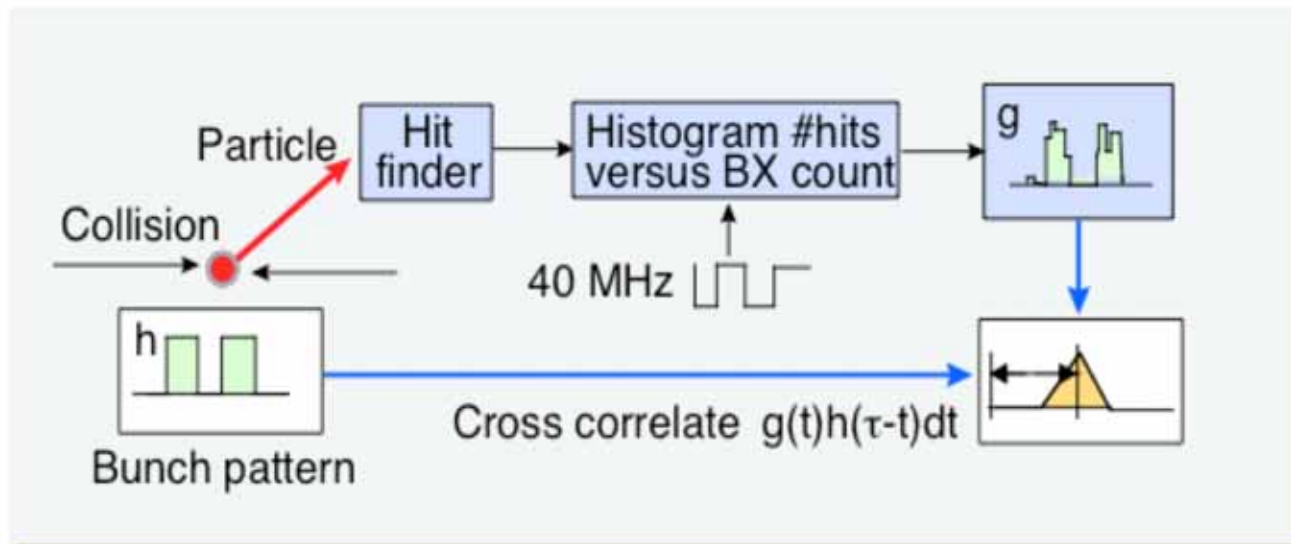 Particle
Hit
finder
Histogram #hits
versus BX count
g
Collision
40 MHz
h
Cross correlate g(t)h(τ-t)dt
Bunch pattern